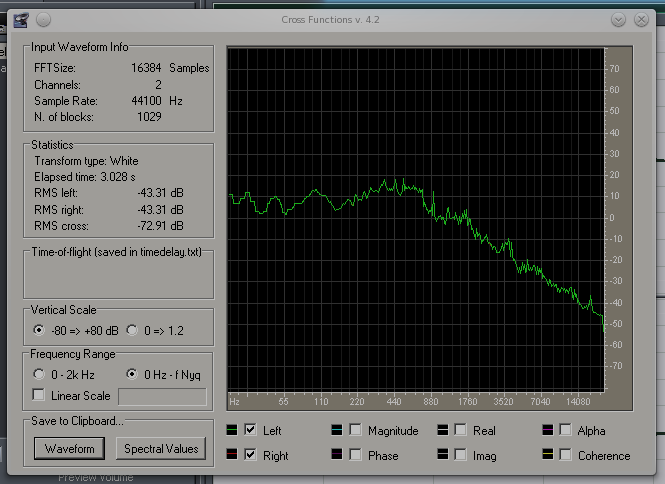 Cross Functions v. 4.2
Input Waveform Info
FFTSize: 16384 Samples
Channels: 2
Sample Rate: 44100 Hz
N. of blocks: 1029
Statistics
Transform type: White
Elapsed time: 3.028 s
RMS left: -43.31 dB
RMS right: -43.31 dB
RMS cross: -72.91 dB
Time-of-flight (saved in timedelay.txt)
Vertical Scale
-80 => +80 dB 0 => 1.2
Frequency Range
0 - 2k Hz 0 Hz - f Nyq
Linear Scale
Save to Clipboard...
Waveform Spectral Values
70
60
50
40
30
20
10
0
-10
-20
-30
-40
-50
-60
-70
Hz 55 110 220 440 880 1760 3520 7040 14080
Left Magnitude Real Alpha
Right Phase Imag Coherence
Preview Volume